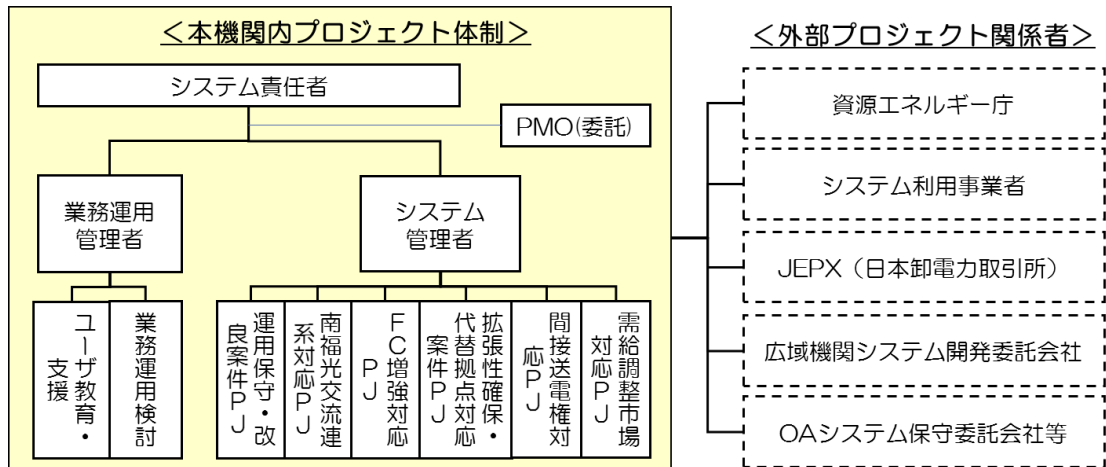 ＜本機関内プロジェクト体制＞
システム責任者
PMO(委託)
業務運用
管理者
システム
管理者
ユーザ教育・
支援
業務運用検討
運用保守・改
良案件PJ
南福光交流連
系対応PJ
FC増強対応
PJ
拡張性確保・
代替拠点対応
案件PJ
間接送電権対
応PJ
需給調整市場
対応PJ
＜外部プロジェクト関係者＞
資源エネルギー庁
システム利用事業者
JEPX（日本卸電力取引所）
広域機関システム開発委託会社
OAシステム保守委託会社等